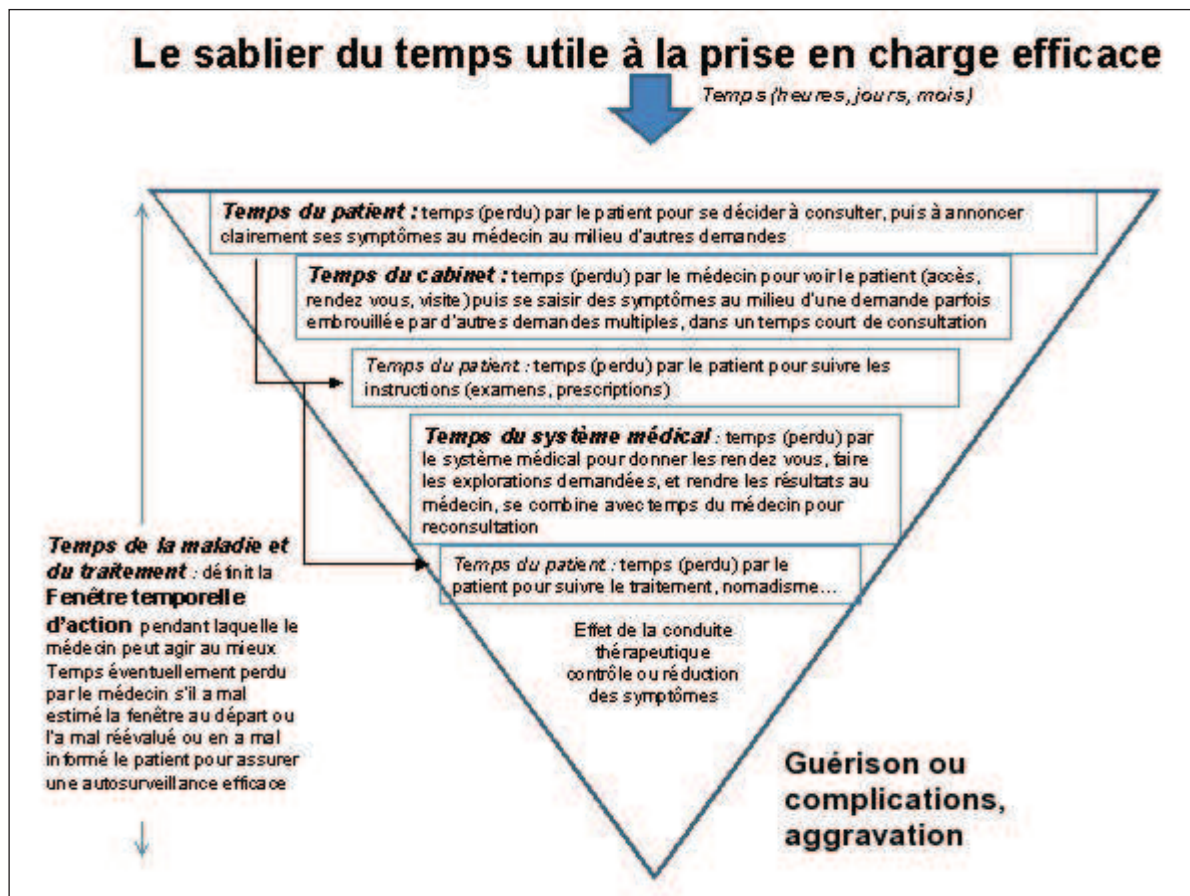 Le sablier du temps utile à la prise en charge efficace
Temps (heures, jours, mois)
Temps du patient : temps (perdu) par le patient pour se décider à consulter, puis à annoncer
clairement ses symptômes au médecin au milieu d'autres demandes
Temps du cabinet : temps (perdu) par le médecin pour voir le patient (accès,
rendez vous, visite) puis se saisir des symptômes au milieu d'une demande parfois
embrouillée par d'autres demandes multiples, dans un temps court de consultation
Temps du patient : temps (perdu) par le patient pour suivre les
instructions (examens, prescriptions)
Temps du système médical : temps (perdu) par
le système médical pour donner les rendez vous, faire
les explorations demandées, et rendre les résultats au
médecin, se combine avec temps du médecin pour
reconsultation
Temps du patient : temps (perdu) par le
patient pour suivre le traitement, nomadisme...
Effet de la conduite
thérapeutique
contrôle ou réduction
des symptômes
Temps de la maladie et
du traitement : définit la
Fenêtre temporelle
d'action pendant laquelle le
médecin peut agir au mieux
Temps éventuellement perdu
par le médecin s'il a mal
estimé la fenêtre au départ ou
l'a mal réévalué ou en a mal
informé le patient pour assurer
une autosurveillance efficace
Guérison ou
complications,
aggravation